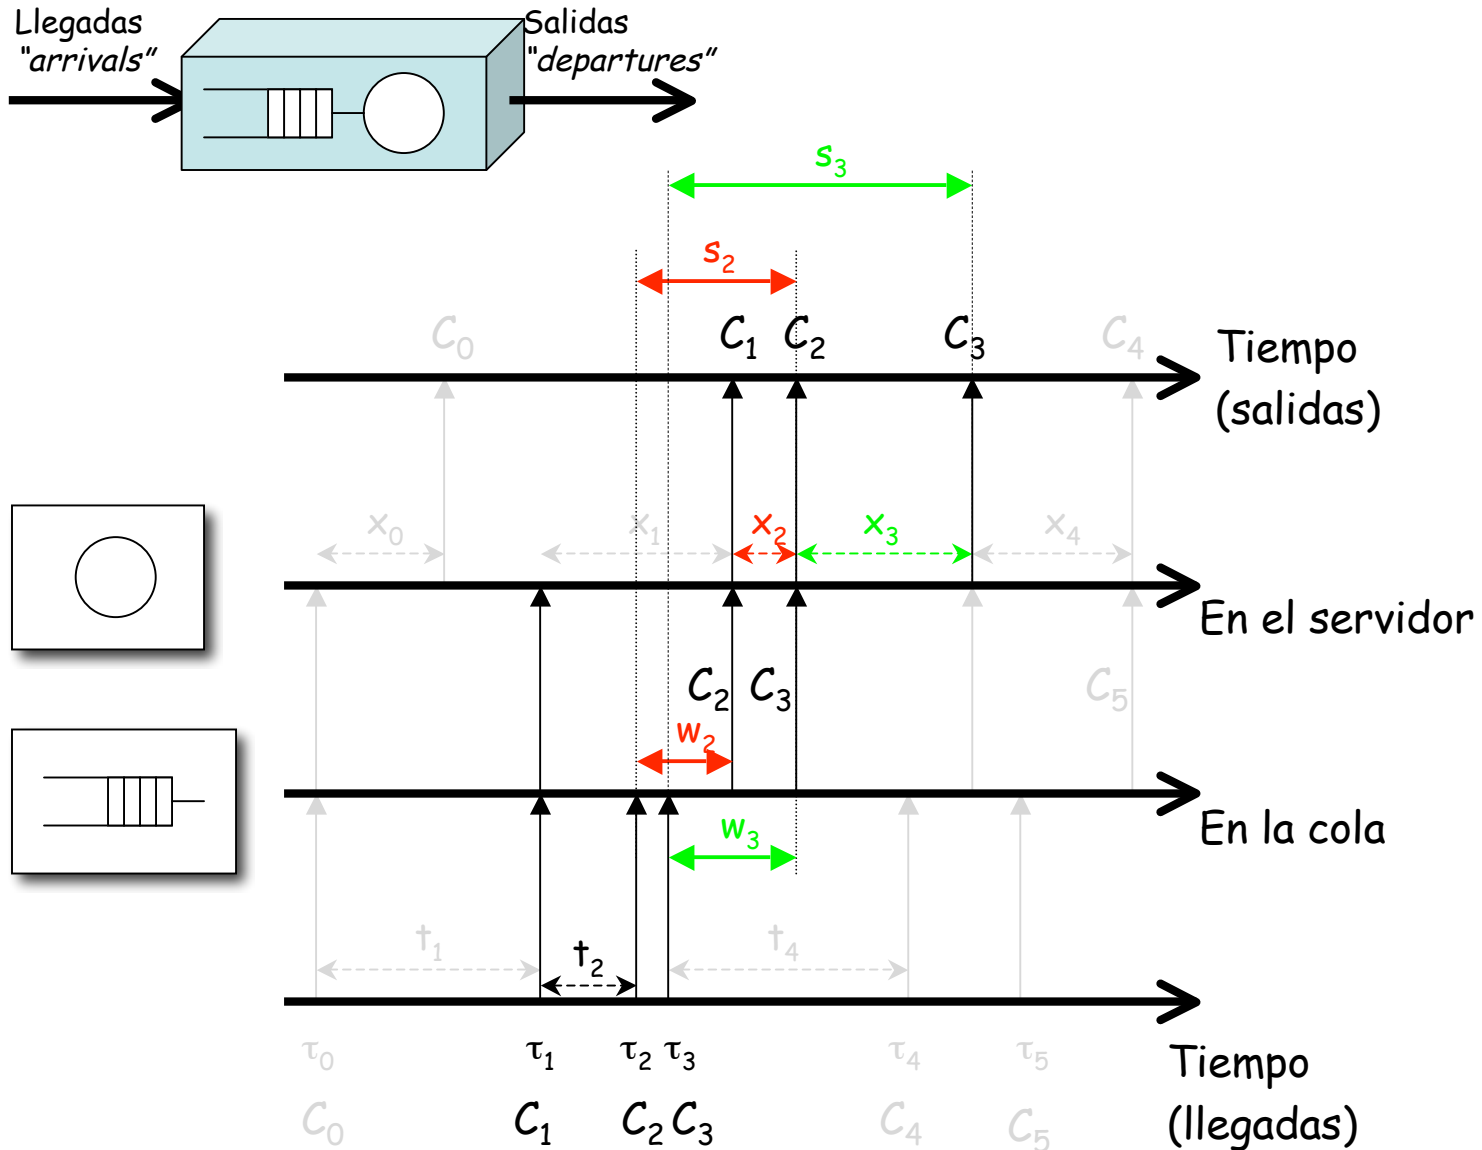 Llegadas
"arrivals"
Salidas
"departures"
s3
s2
C0 C1 C2 C3 C4
Tiempo
(salidas)
x0 x1 x2 x3 x4
En el servidor
C2 C3 C5
w2
En la cola
w3
t1 t2 t4
τ0 τ1 τ2 τ3 τ4 τ5
C0 C1 C2 C3 C4 C5
Tiempo
(llegadas)